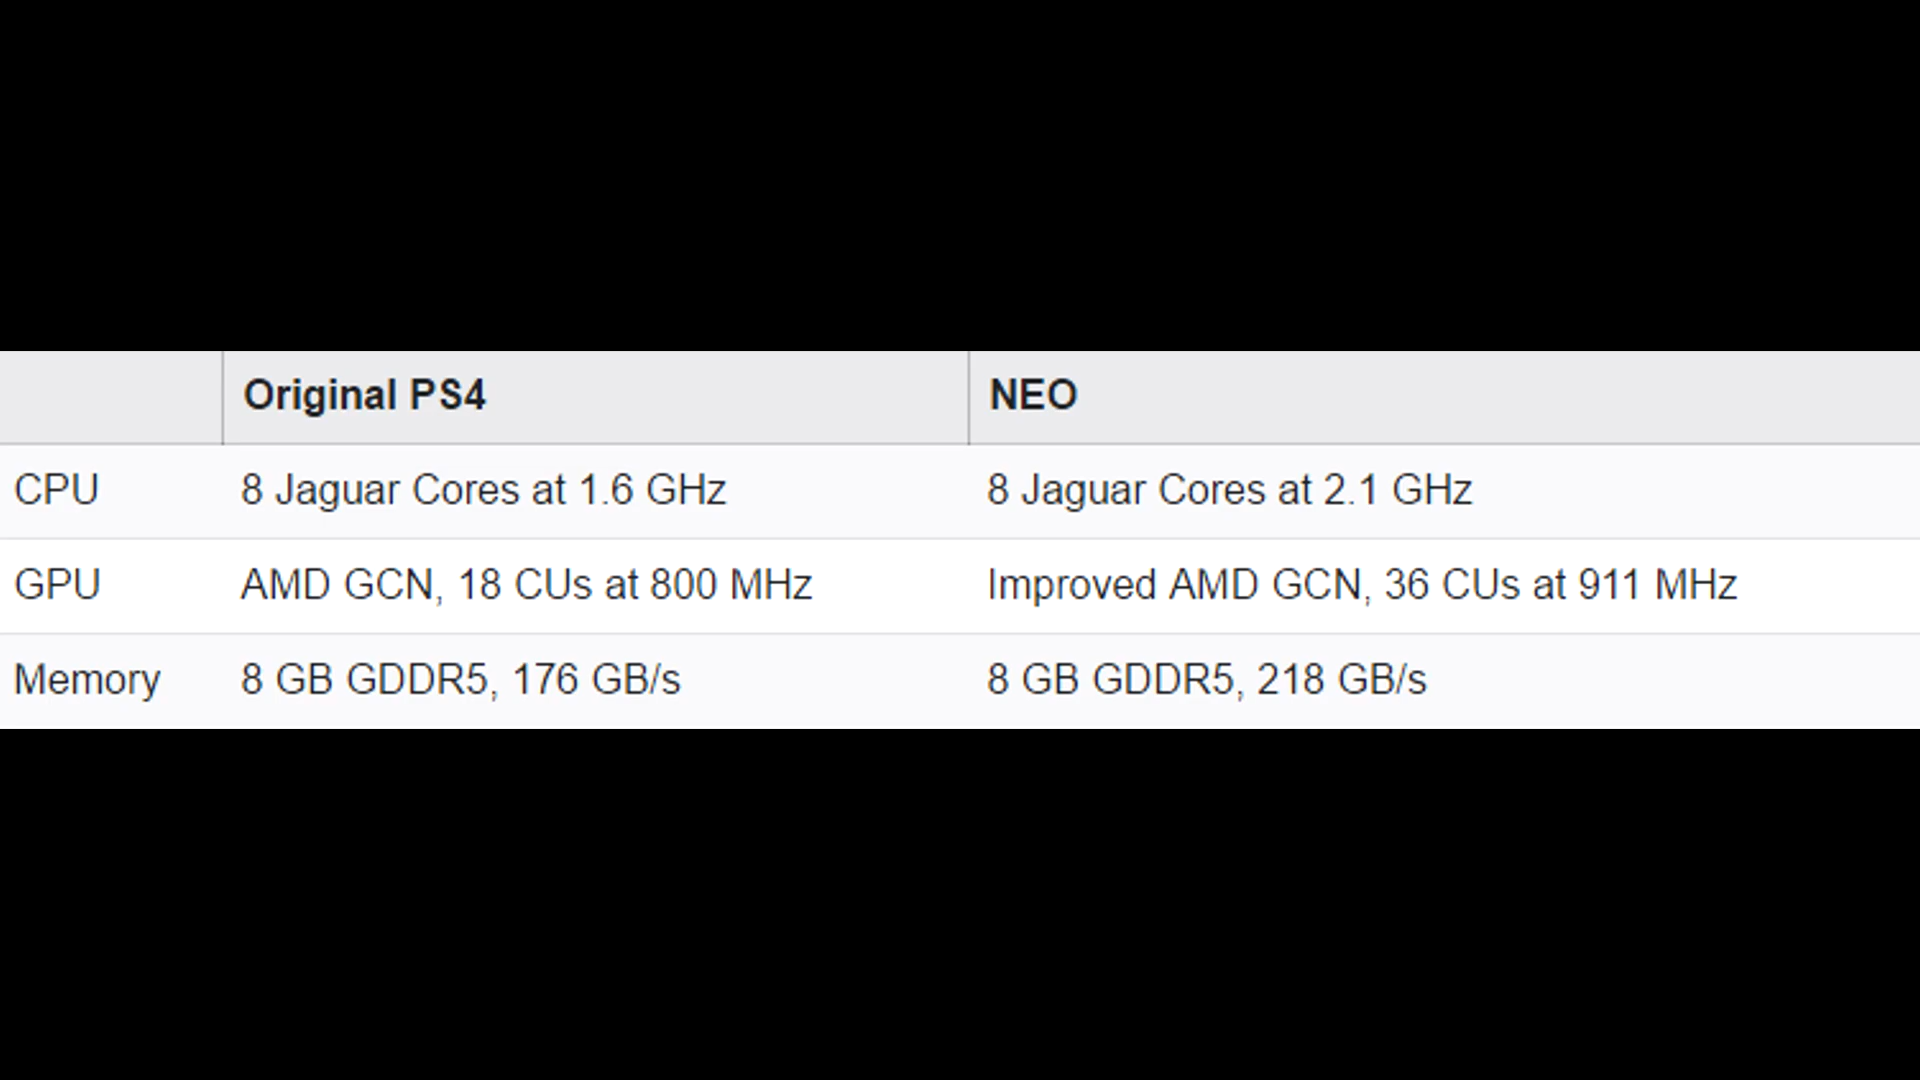 Original PS4 NEO
CPU 8 Jaguar Cores at 1.6 GHz 8 Jaguar Cores at 2.1 GHz
GPU AMD GCN, 18 CUs at 800 MHz Improved AMD GCN, 36 CUs at 911 MHz
Memory 8 GB GDDR5, 176 GB/s 8 GB GDDR5, 218 GB/s